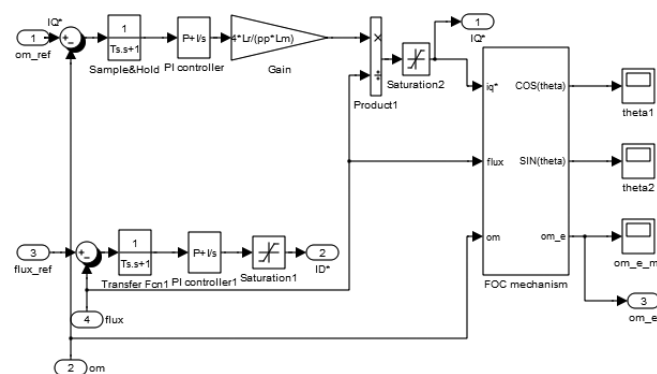 IQ*
1
om_ref
+
−
1
Ts.s+1
Sample&Hold
P+I/s
PI controller
4*Lr/(pp*Lm)
Gain
×
÷
Product1
Saturation2
1
IQ*
iq*
flux
om
COS(theta)
SIN(theta)
om_e
FOC mechanism
theta1
theta2
om_e_m
3
om_e
3
flux_ref
+
−
1
Ts.s+1
Transfer Fcn1
P+I/s
PI controller1
Saturation1
2
ID*
4
flux
2
om